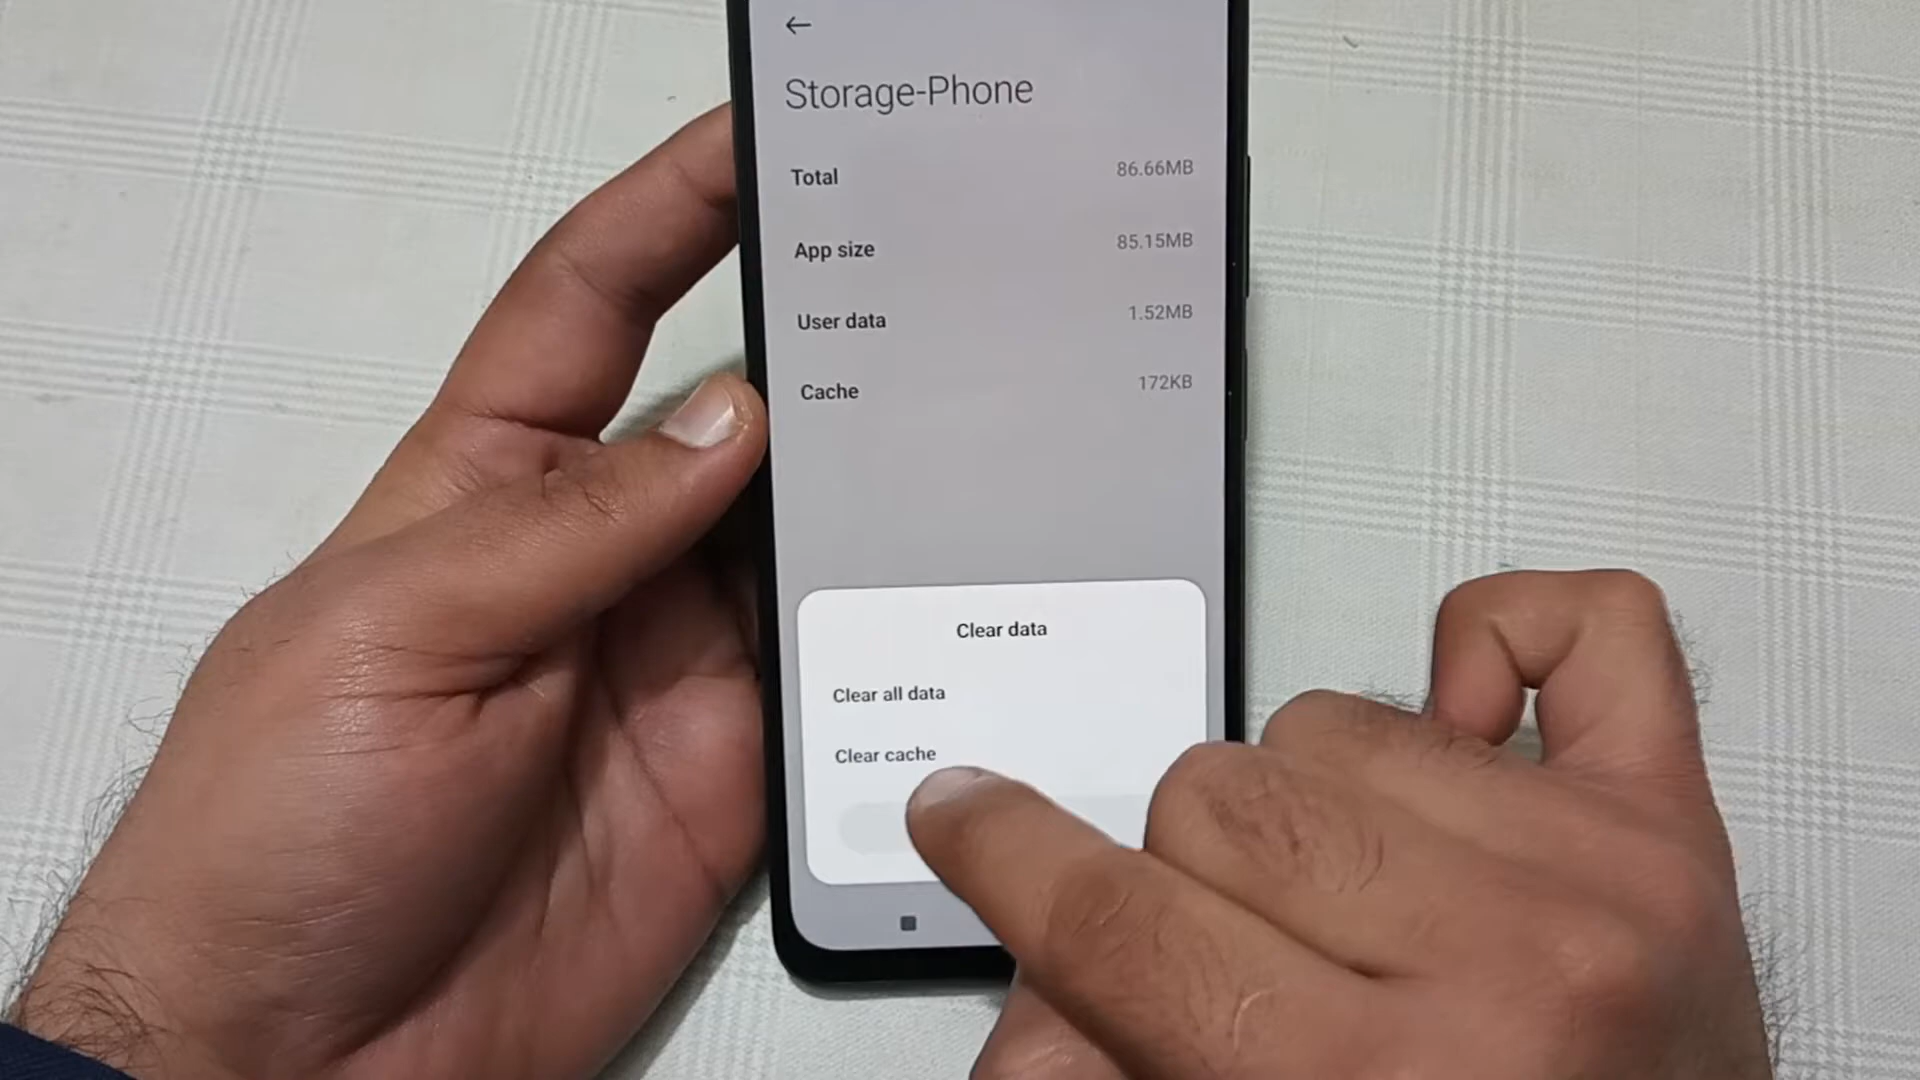 Storage-Phone
Total 86.66MB
App size 85.15MB
User data 1.52MB
Cache 172KB
Clear data
Clear all data
Clear cache